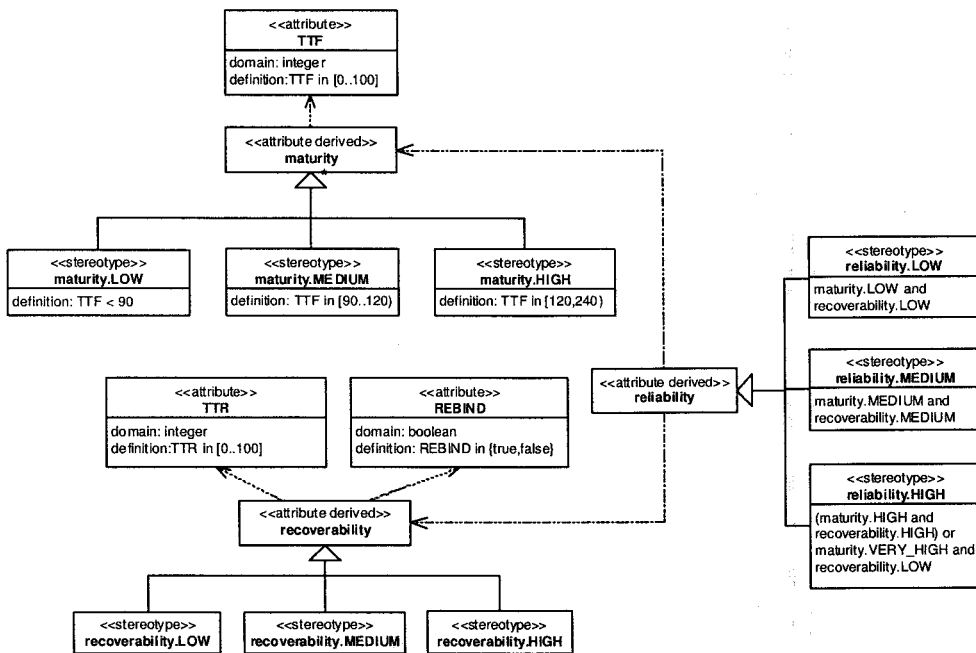 <<attribute>>
TTF
domain: integer
definition:TTF in [0..100]
<<attribute derived>>
maturity
<<stereotype>>
maturity.LOW
definition: TTF < 90
<<stereotype>>
maturity.MEDIUM
definition: TTF in [90..120)
<<stereotype>>
maturity.HIGH
definition: TTF in [120,240)
<<stereotype>>
reliability.LOW
maturity.LOW and
recoverability.LOW
<<attribute derived>>
reliability
<<stereotype>>
reliability.MEDIUM
maturity.MEDIUM and
recoverability.MEDIUM
<<stereotype>>
reliability.HIGH
(maturity.HIGH and
recoverability.HIGH) or
maturity.VERY_HIGH and
recoverability.LOW
<<attribute>>
TTR
domain: integer
definition:TTR in [0..100]
<<attribute>>
REBIND
domain: boolean
definition: REBIND in {true,false}
<<attribute derived>>
recoverability
<<stereotype>>
recoverability.LOW
<<stereotype>>
recoverability.MEDIUM
<<stereotype>>
recoverability.HIGH